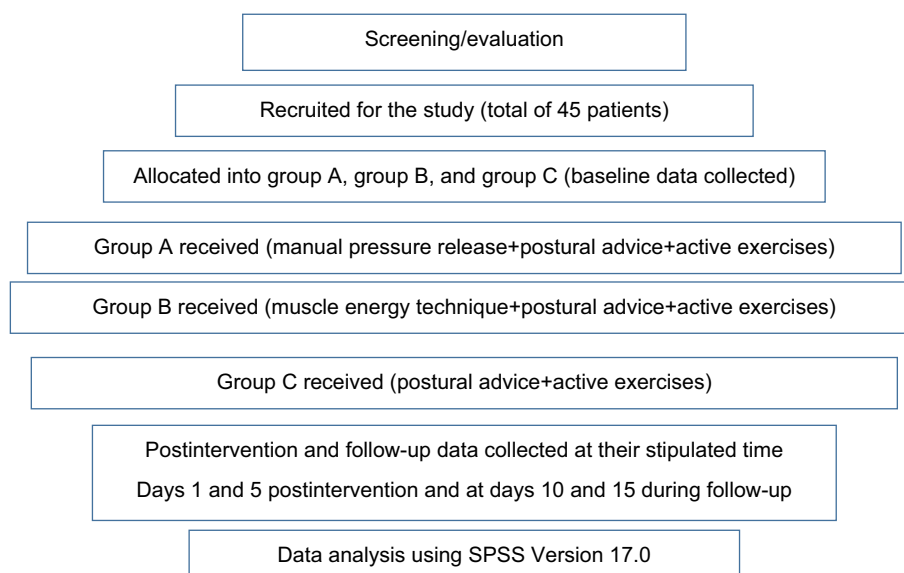 Screening/evaluation
Recruited for the study (total of 45 patients)
Allocated into group A, group B, and group C (baseline data collected)
Group A received (manual pressure release+postural advice+active exercises)
Group B received (muscle energy technique+postural advice+active exercises)
Group C received (postural advice+active exercises)
Postintervention and follow-up data collected at their stipulated time
Days 1 and 5 postintervention and at days 10 and 15 during follow-up
Data analysis using SPSS Version 17.0